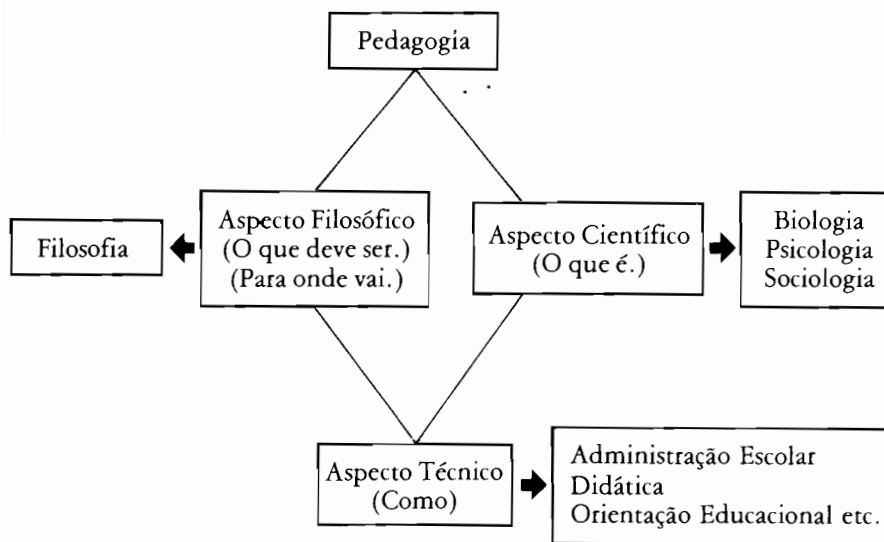 Pedagogia
Filosofia
Aspecto Filosófico
(O que deve ser.)
(Para onde vai.)
Aspecto Científico
(O que é.)
Biologia
Psicologia
Sociologia
Aspecto Técnico
(Como)
Administração Escolar
Didática
Orientação Educacional etc.